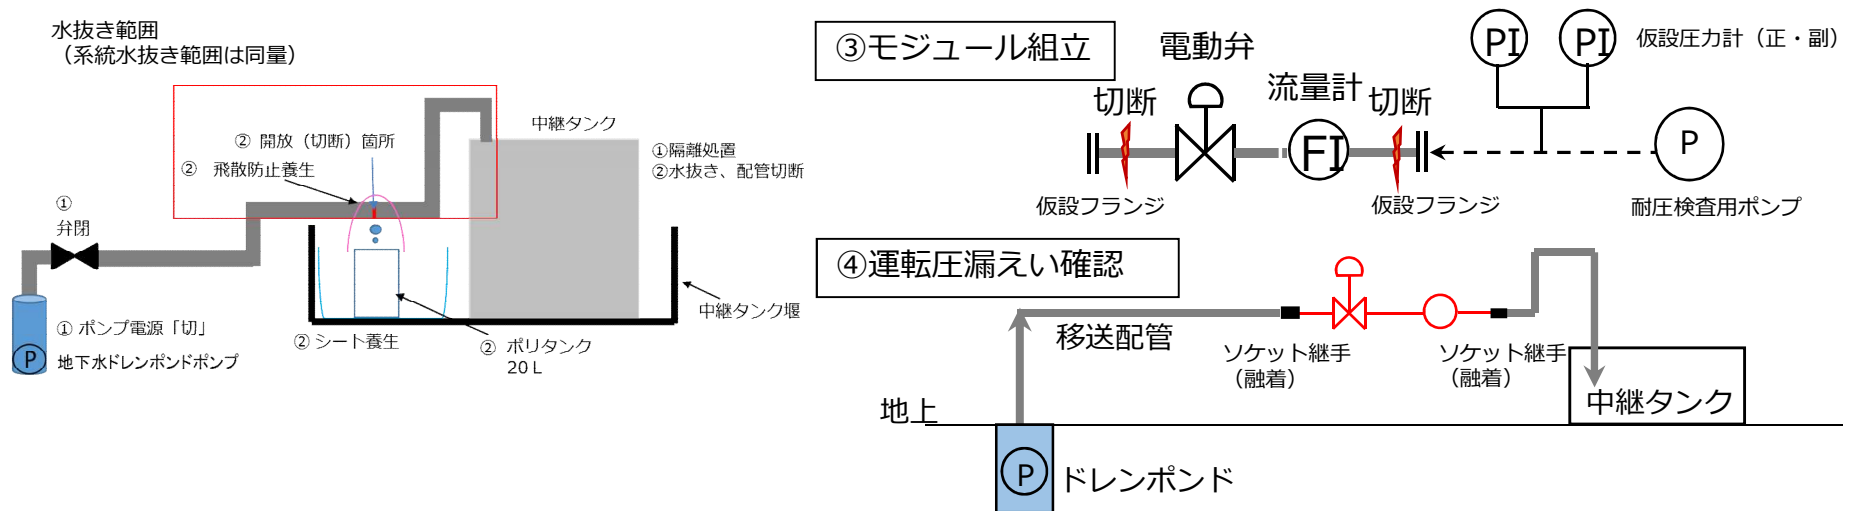 水抜き範囲
（系統水抜き範囲は同量）
② 開放（切断）箇所
② 飛散防止養生
中継タンク
①隔離処置
②水抜き、配管切断
①
弁閉
① ポンプ電源「切」
P
地下水ドレンポンドポンプ
② シート養生
② ポリタンク
20Ｌ
中継タンク堰
③モジュール組立
電動弁
流量計
切断
切断
PI
PI
仮設圧力計（正・副）
FI
P
仮設フランジ
仮設フランジ
耐圧検査用ポンプ
④運転圧漏えい確認
移送配管
ソケット継手
（融着）
ソケット継手
（融着）
中継タンク
地上
P
ドレンポンド